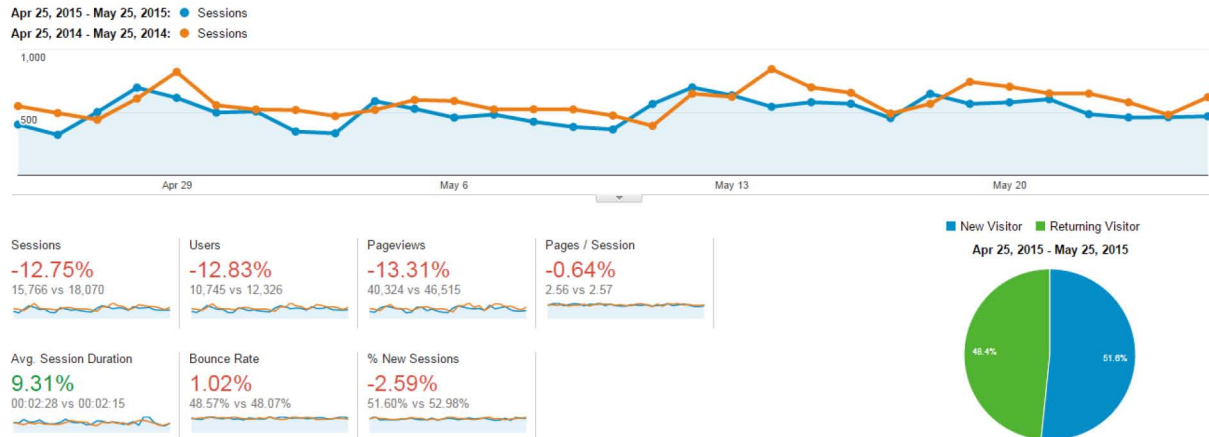 Apr 25, 2015 - May 25, 2015: Sessions
Apr 25, 2014 - May 25, 2014: Sessions
1,000
500
Apr 29 May 6 May 13 May 20
Sessions
-12.75%
15,766 vs 18,070
Users
-12.83%
10,745 vs 12,326
Pageviews
-13.31%
40,324 vs 46,515
Pages / Session
-0.64%
2.56 vs 2.57
Avg. Session Duration
9.31%
00:02:28 vs 00:02:15
Bounce Rate
1.02%
48.57% vs 48.07%
% New Sessions
-2.59%
51.60% vs 52.98%
New Visitor Returning Visitor
Apr 25, 2015 - May 25, 2015
48.4% 51.6%